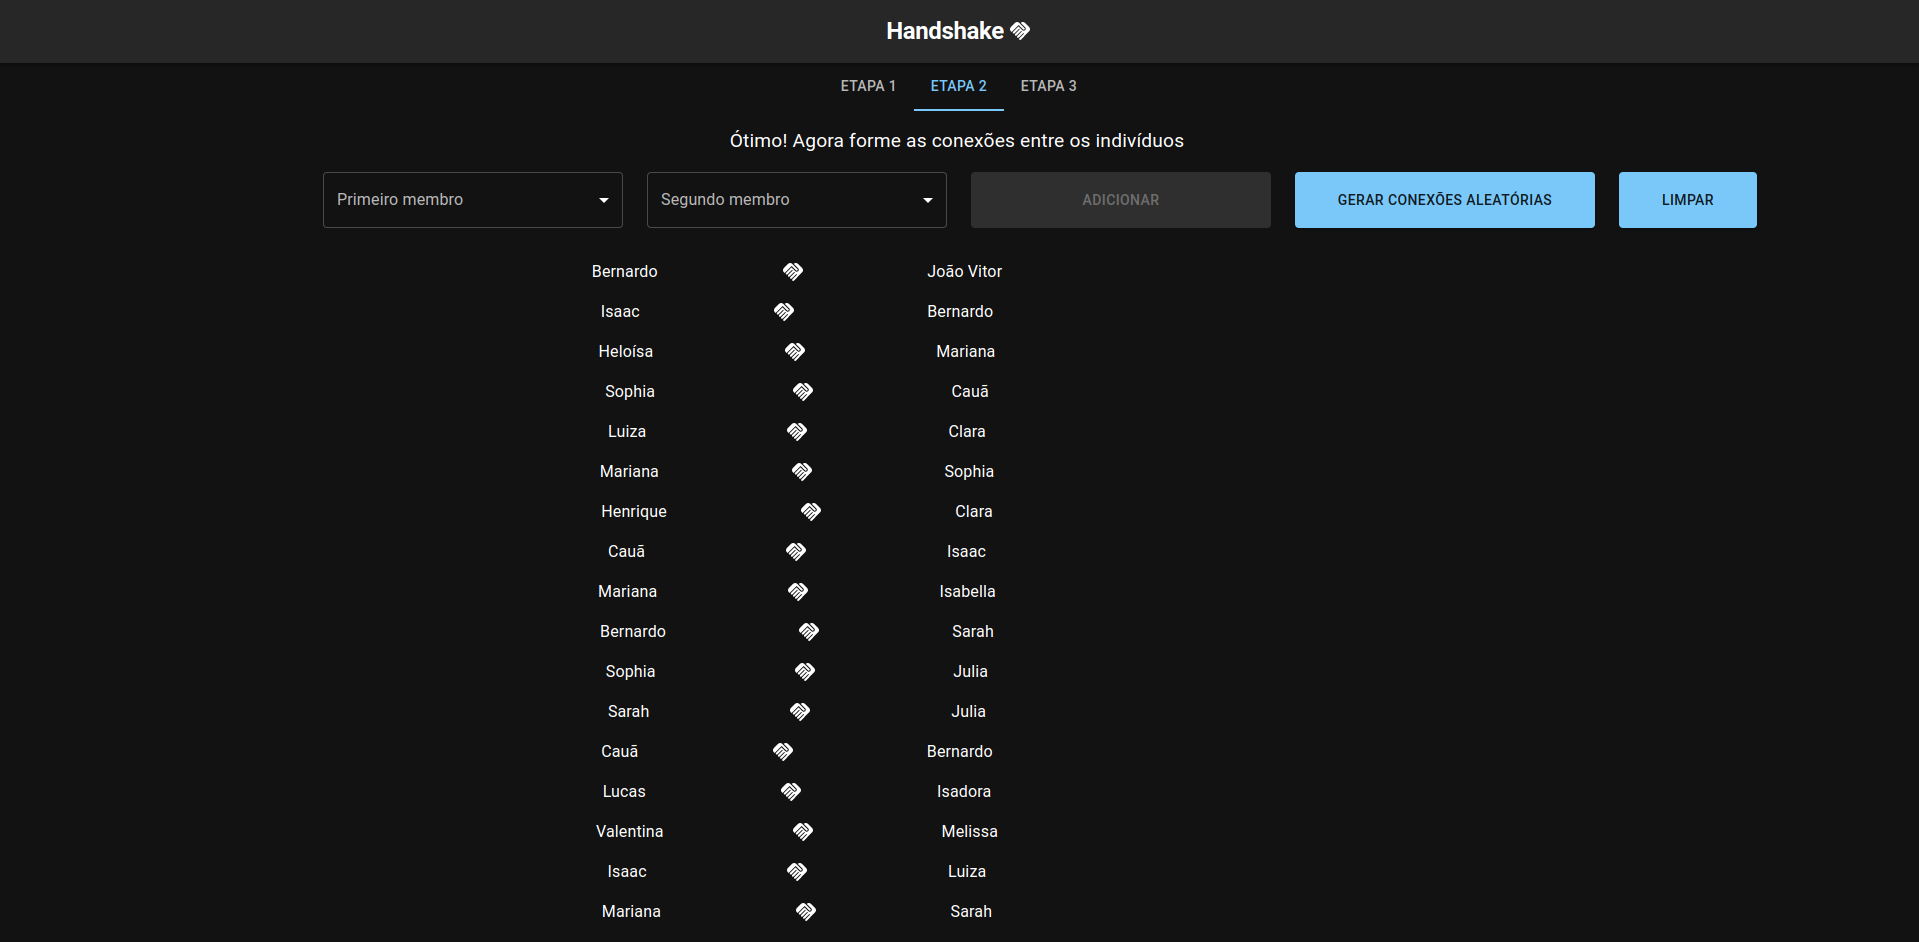 Handshake
ETAPA 1 ETAPA 2 ETAPA 3
Ótimo! Agora forme as conexões entre os indivíduos
Primeiro membro Segundo membro ADICIONAR GERAR CONEXÕES ALEATÓRIAS LIMPAR
Bernardo João Vitor
Isaac Bernardo
Heloísa Mariana
Sophia Cauã
Luiza Clara
Mariana Sophia
Henrique Clara
Cauã Isaac
Mariana Isabella
Bernardo Sarah
Sophia Julia
Sarah Julia
Cauã Bernardo
Lucas Isadora
Valentina Melissa
Isaac Luiza
Mariana Sarah